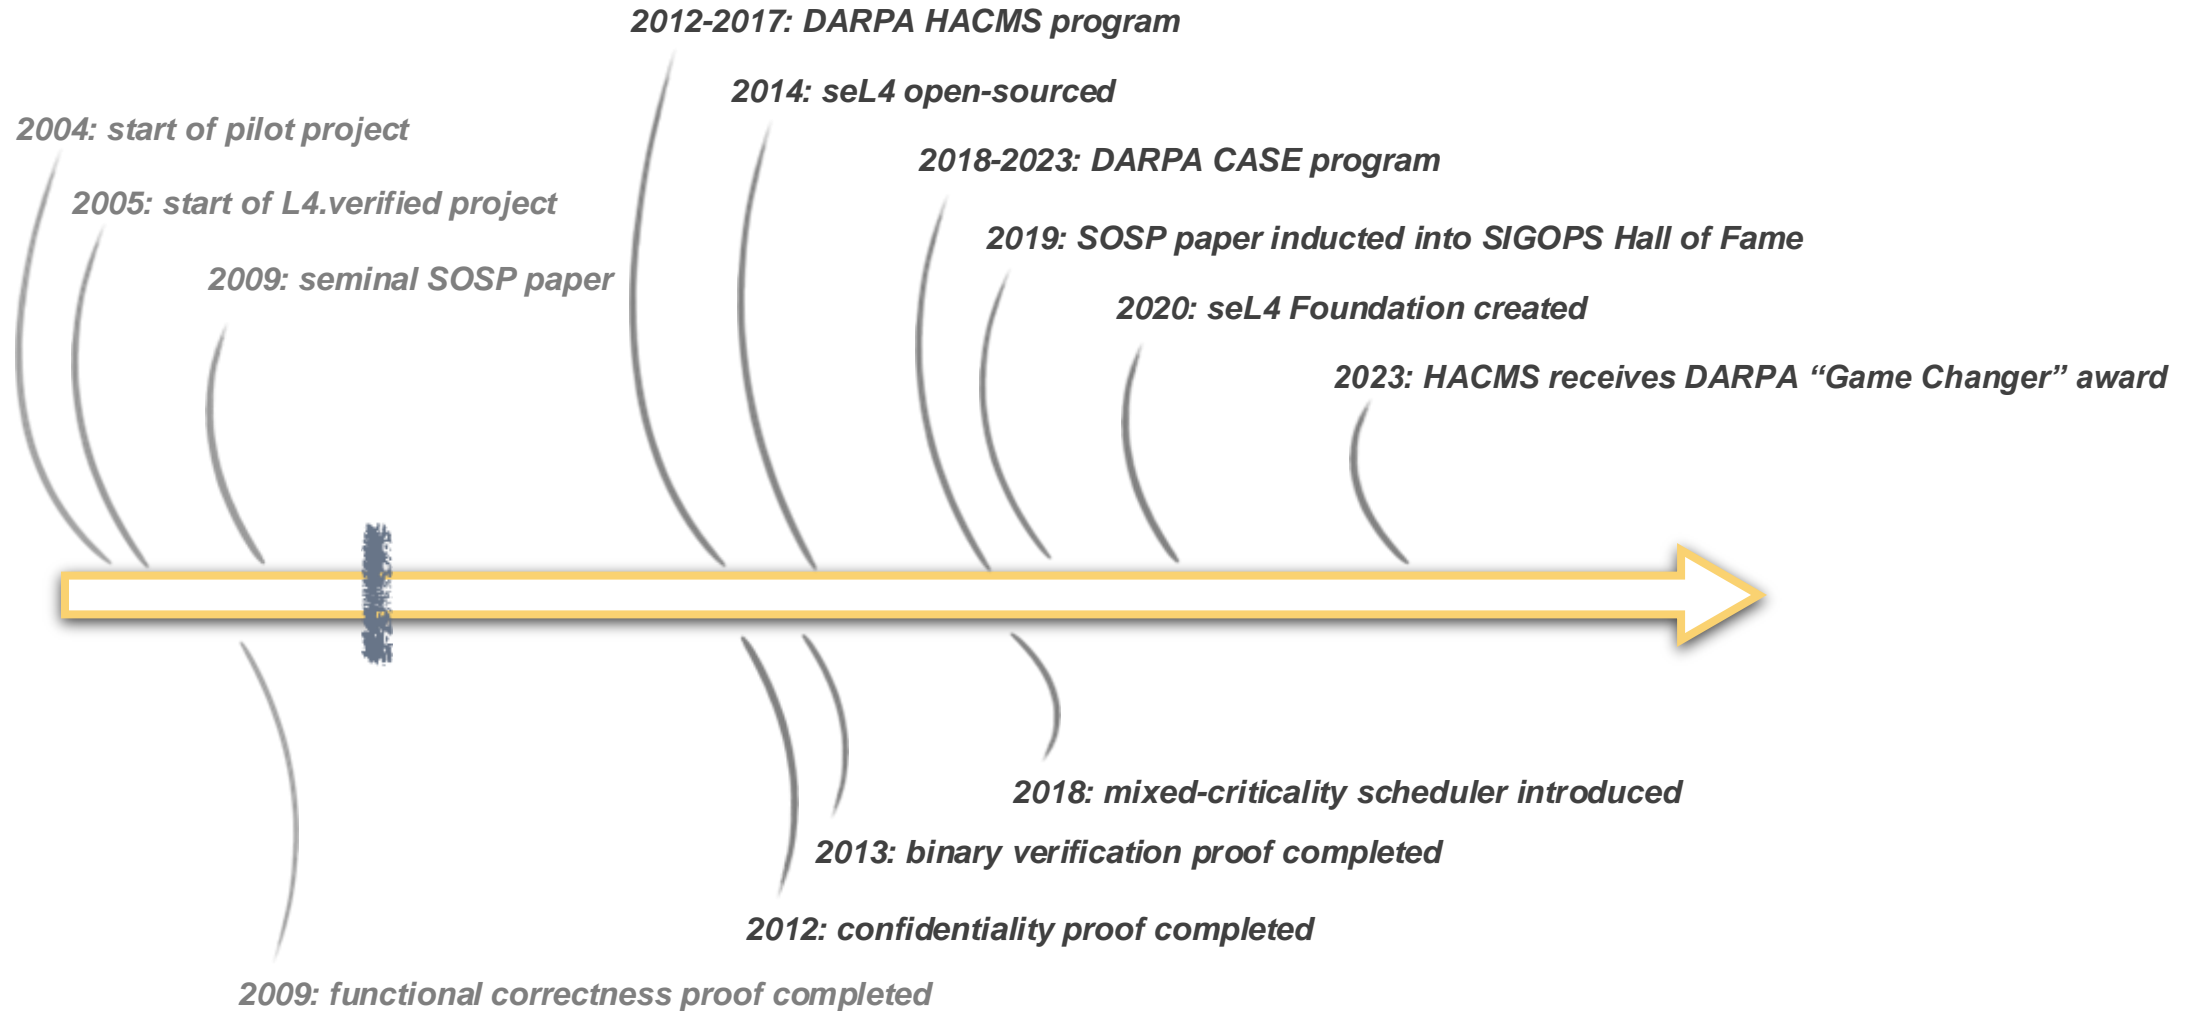 2012-2017: DARPA HACMS program
2014: seL4 open-sourced
2004: start of pilot project
2018-2023: DARPA CASE program
2005: start of L4.verified project
2019: SOSP paper inducted into SIGOPS Hall of Fame
2009: seminal SOSP paper
2020: seL4 Foundation created
2023: HACMS receives DARPA “Game Changer” award
2018: mixed-criticality scheduler introduced
2013: binary verification proof completed
2012: confidentiality proof completed
2009: functional correctness proof completed